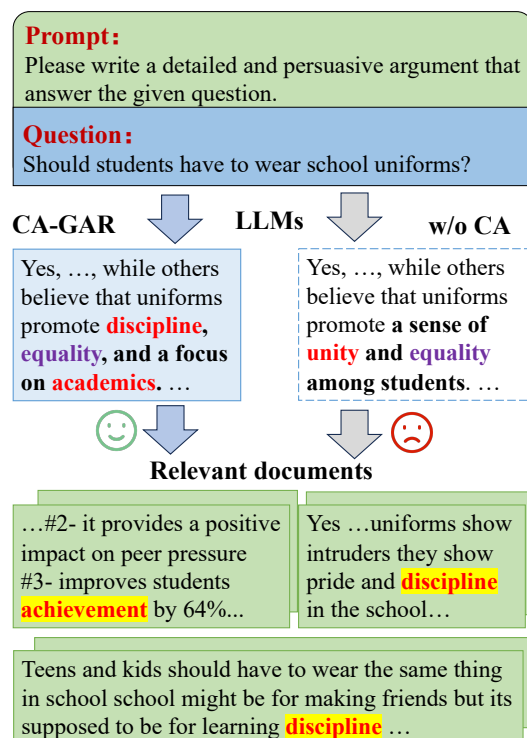 Prompt：
Please write a detailed and persuasive argument that
answer the given question.
Question：
Should students have to wear school uniforms?
CA-GAR
LLMs
w/o CA
Yes, …, while others
believe that uniforms
promote discipline,
equality, and a focus
on academics. …
Yes, …, while others
believe that uniforms
promote a sense of
unity and equality
among students. …
Relevant documents
…#2- it provides a positive
impact on peer pressure
#3- improves students
achievement by 64%...
Yes …uniforms show
intruders they show
pride and discipline
in the school…
Teens and kids should have to wear the same thing
in school school might be for making friends but its
supposed to be for learning discipline …